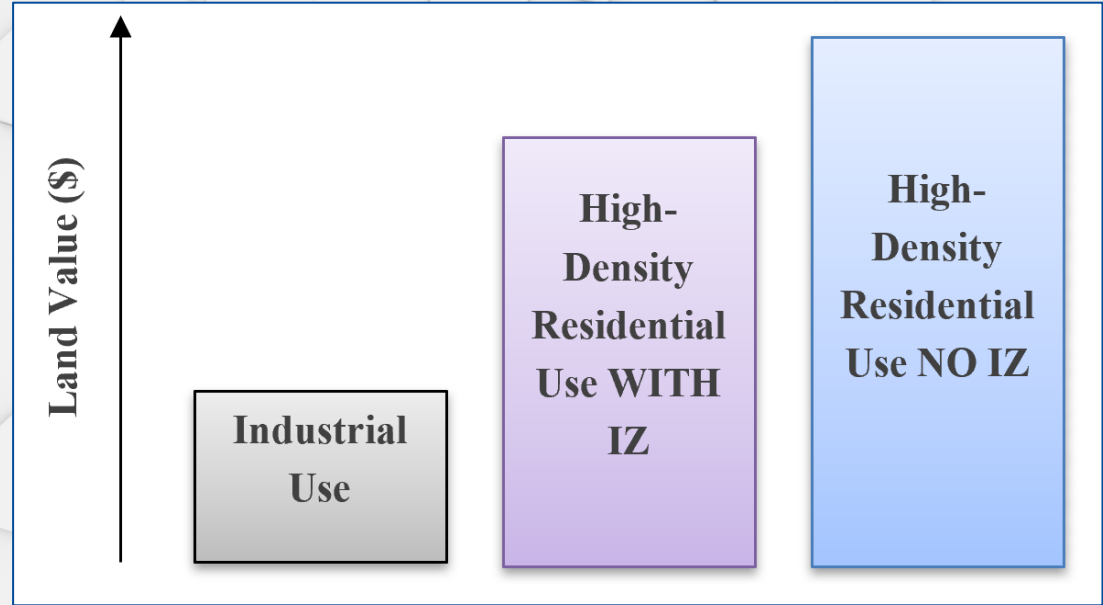 Land Value ($)
Industrial
Use
High-
Density
Residential
Use WITH
IZ
High-
Density
Residential
Use NO IZ